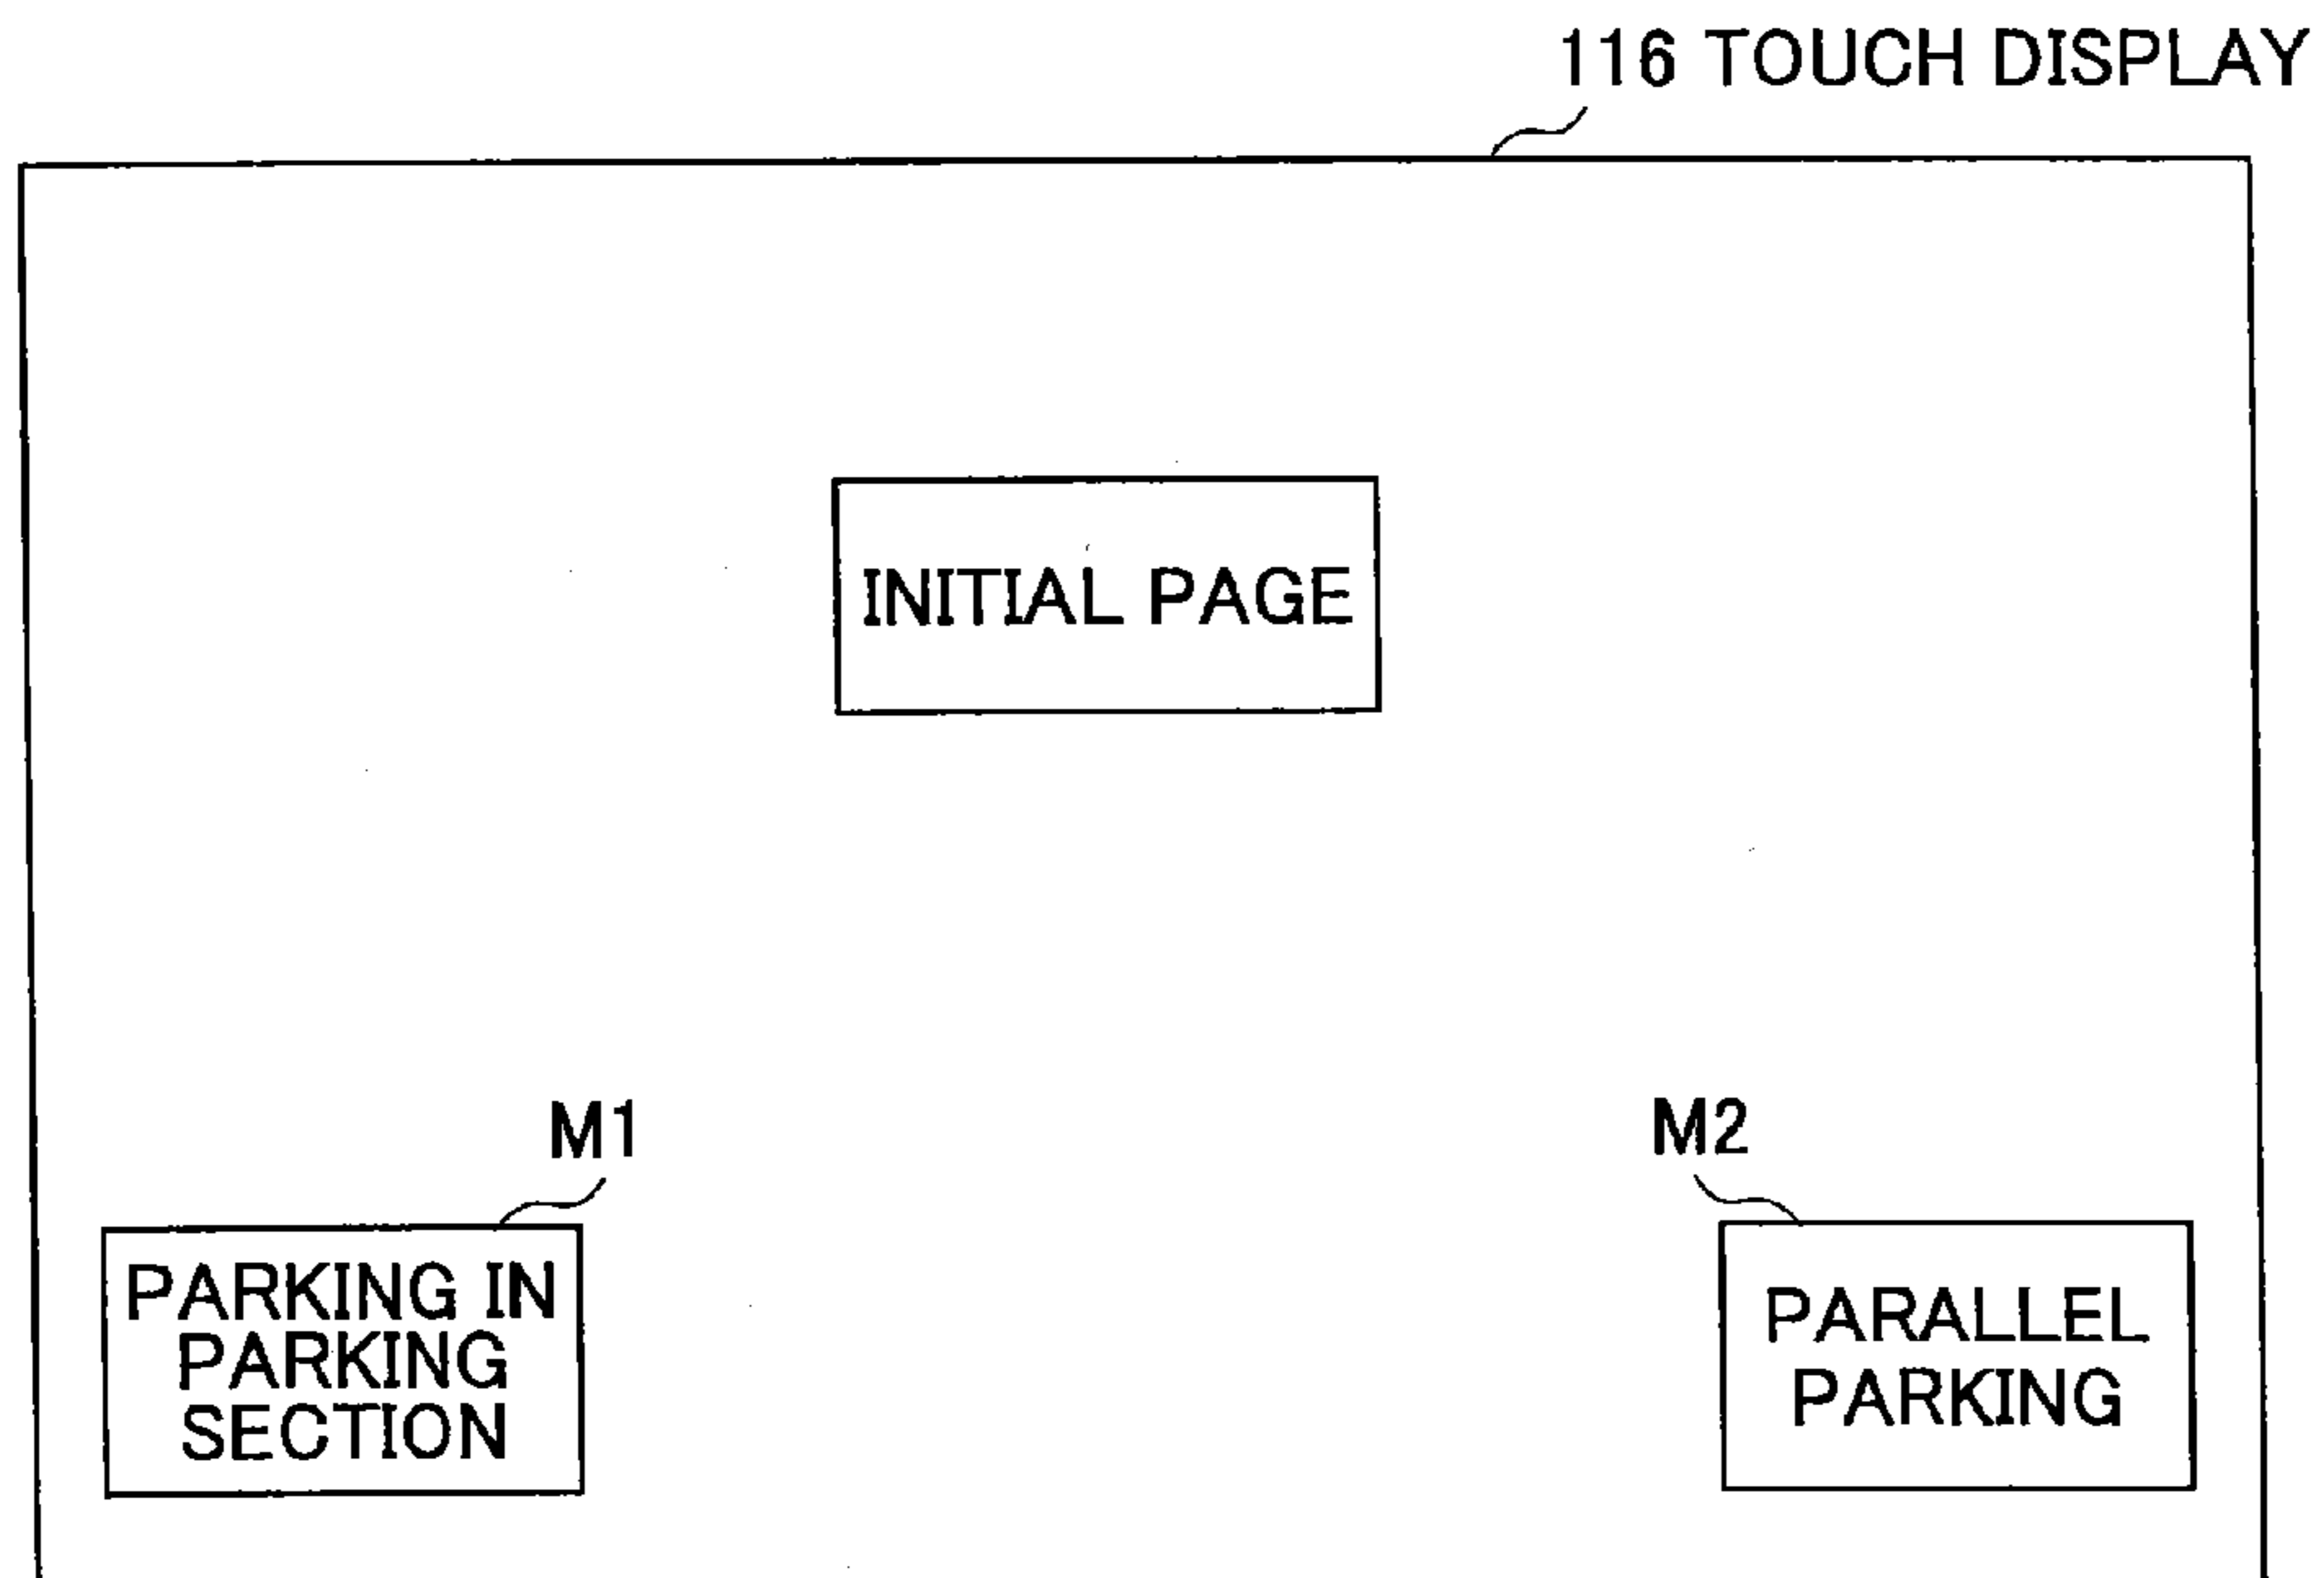 116 TOUCH DISPLAY
INITIAL PAGE
M1
M2
PARKING IN
PARKING
SECTION
PARALLEL
PARKING